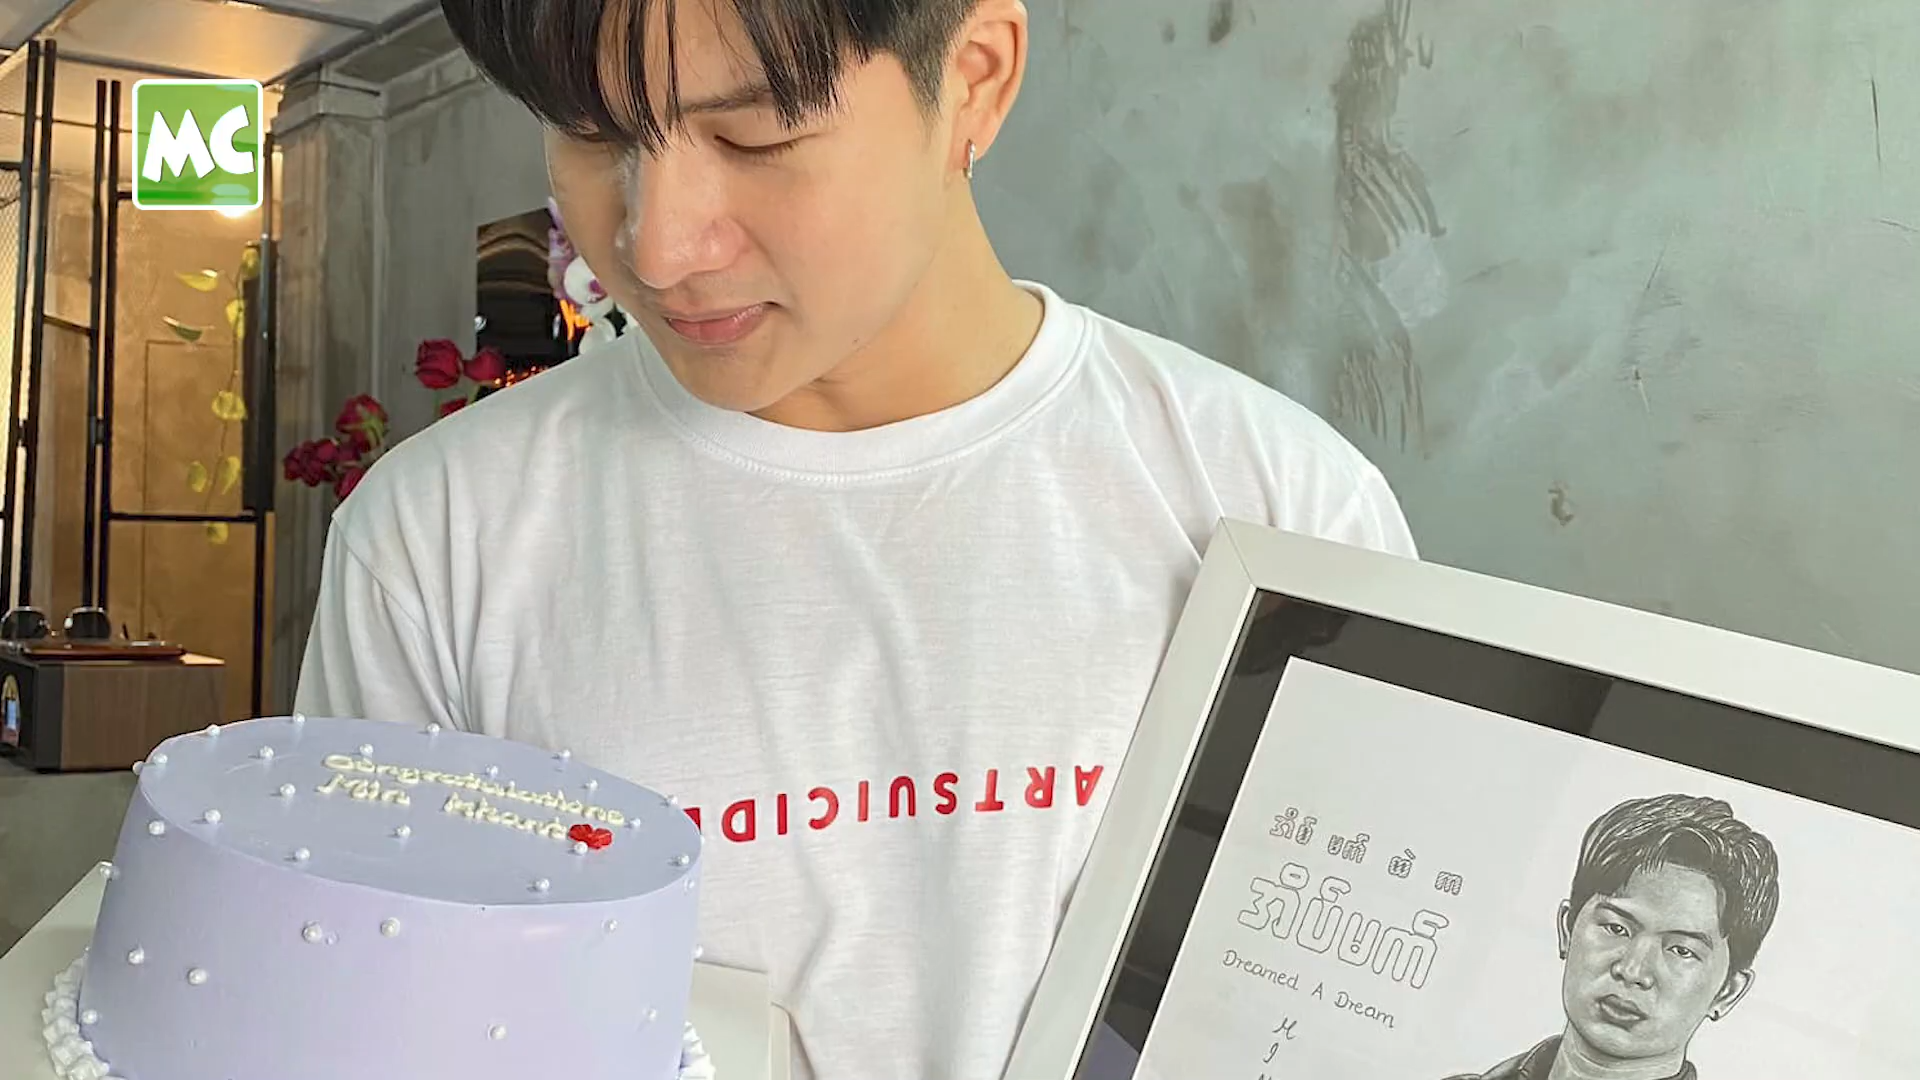 MC
Congratulations
Min Khant
ARTSUICID
အိပ် မက် ထဲ က
အိပ်မက်
Dreamed A Dream
M
I